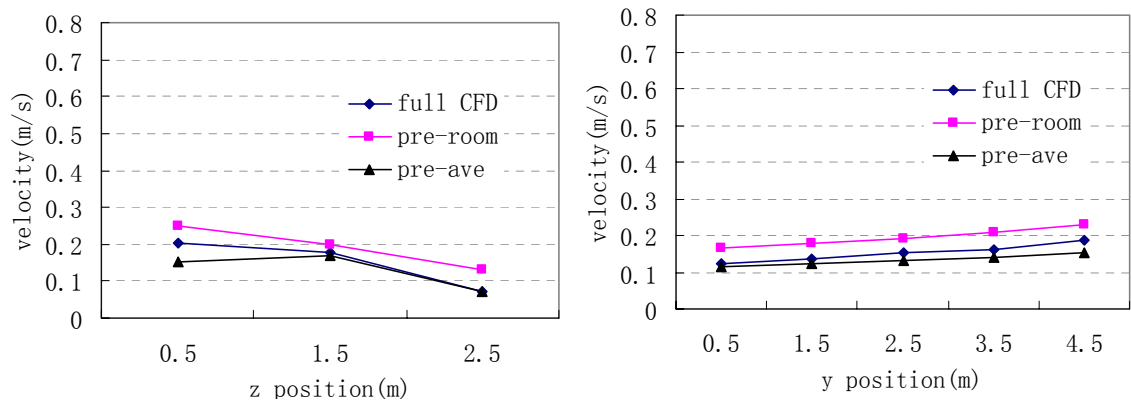 0.8
0.7
0.6
0.5
0.4
0.3
0.2
0.1
0
velocity(m/s)
full CFD
pre-room
pre-ave
0.5 1.5 2.5
z position(m)
0.8
0.7
0.6
0.5
0.4
0.3
0.2
0.1
0
velocity(m/s)
full CFD
pre-room
pre-ave
0.5 1.5 2.5 3.5 4.5
y position(m)